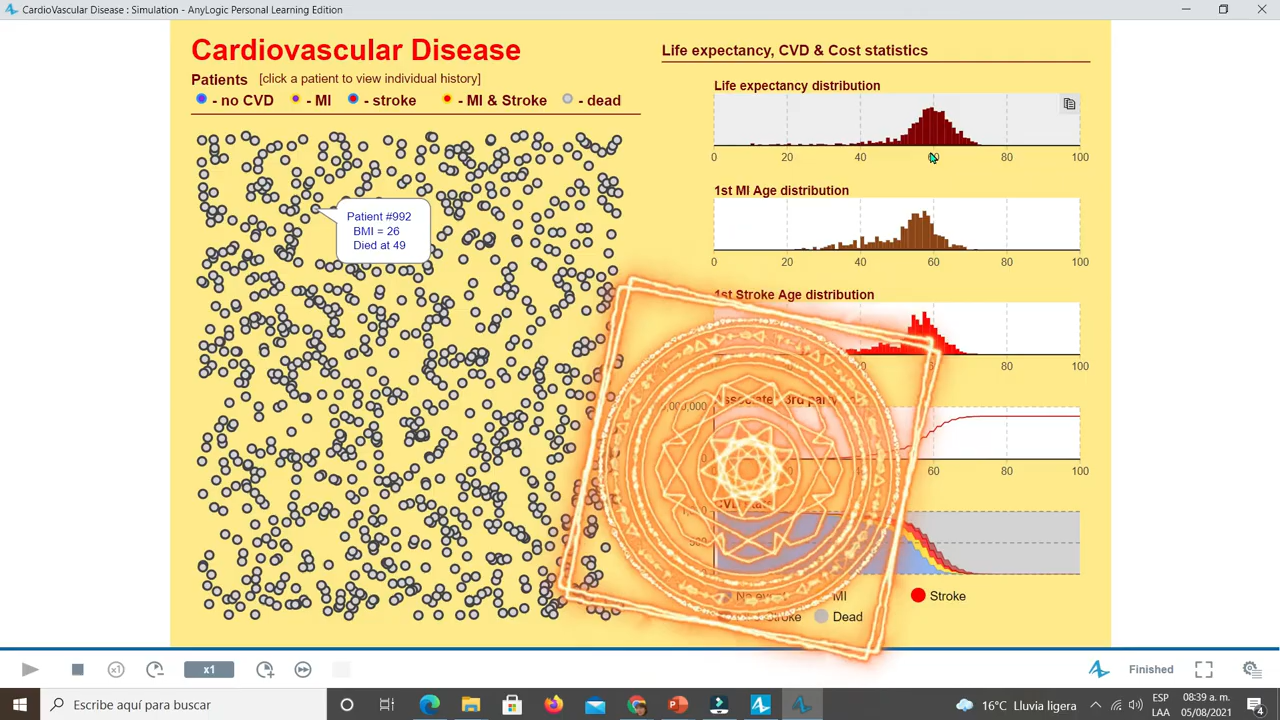 CardioVascular Disease : Simulation - AnyLogic Personal Learning Edition
Cardiovascular Disease
Patients [click a patient to view individual history]
- no CVD - MI - stroke - MI & Stroke - dead
Patient #992
BMI = 26
Died at 49
Life expectancy, CVD & Cost statistics
Life expectancy distribution
0 20 40 60 80 100
1st MI Age distribution
0 20 40 60 80 100
1st Stroke Age distribution
60 80 100
60 80 100
MI
Stroke
Dead
x1
Finished
Escribe aquí para buscar
16°C Lluvia ligera
ESP
LAA
08:39 a. m.
05/08/2021
4